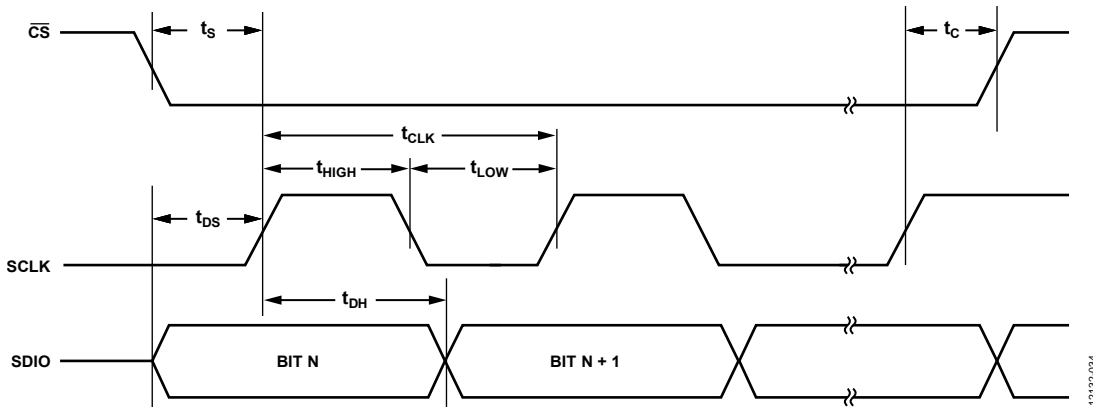 CS
tS
tC
tCLK
tHIGH
tLOW
tDS
SCLK
tDH
SDIO
BIT N
BIT N + 1
12132-034